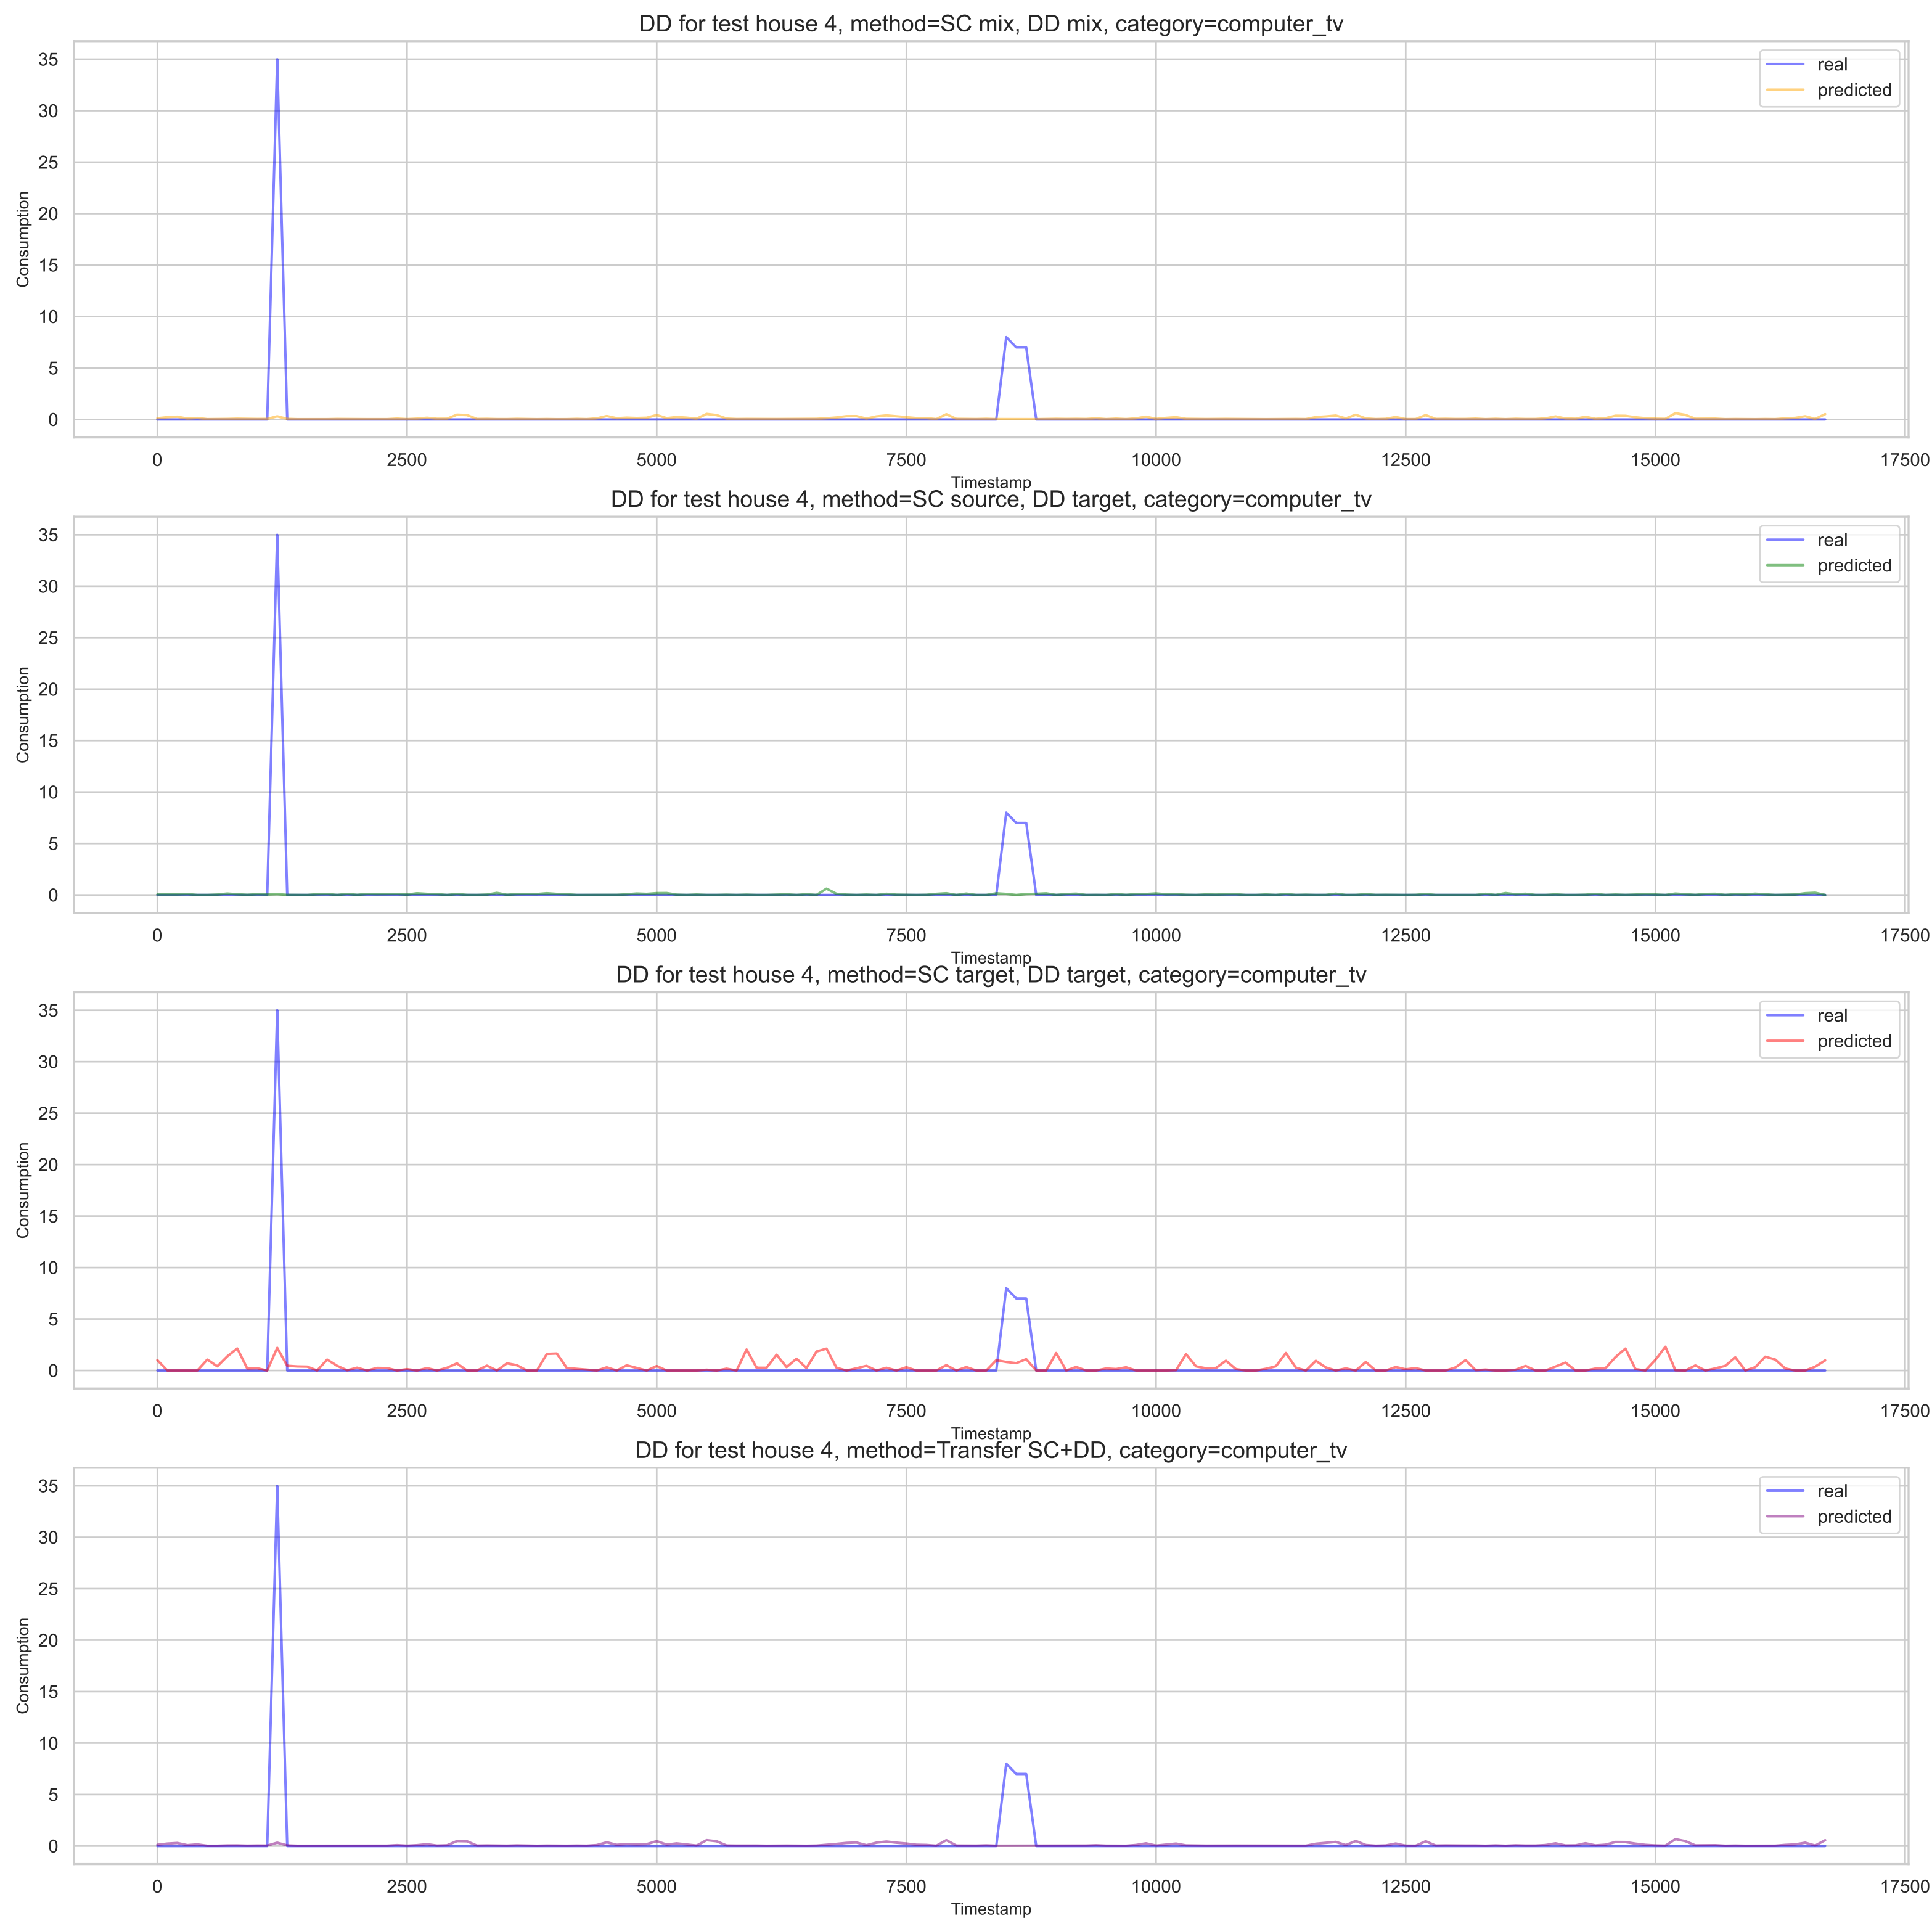 DD for test house 4, method=SC mix, DD mix, category=computer_tv
real
predicted
Consumption
35
30
25
20
15
10
5
0
0 2500 5000 7500 10000 12500 15000 17500
Timestamp
DD for test house 4, method=SC source, DD target, category=computer_tv
real
predicted
Consumption
35
30
25
20
15
10
5
0
0 2500 5000 7500 10000 12500 15000 17500
Timestamp
DD for test house 4, method=SC target, DD target, category=computer_tv
real
predicted
Consumption
35
30
25
20
15
10
5
0
0 2500 5000 7500 10000 12500 15000 17500
Timestamp
DD for test house 4, method=Transfer SC+DD, category=computer_tv
real
predicted
Consumption
35
30
25
20
15
10
5
0
0 2500 5000 7500 10000 12500 15000 17500
Timestamp